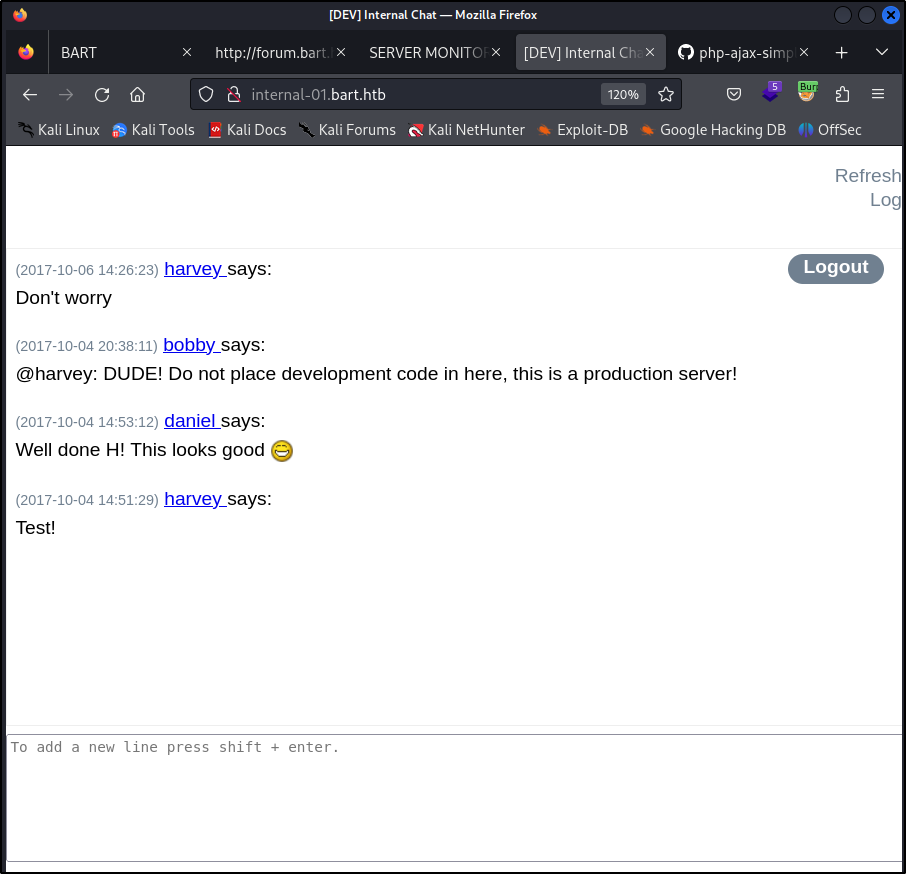 [DEV] Internal Chat — Mozilla Firefox
BART
http://forum.bart.
SERVER MONITO
[DEV] Internal Cha
php-ajax-simp
internal-01.bart.htb
120%
5
Bur
Kali Linux
Kali Tools
Kali Docs
Kali Forums
Kali NetHunter
Exploit-DB
Google Hacking DB
OffSec
Refresh
Log
(2017-10-06 14:26:23) harvey says:
Logout
Don't worry
(2017-10-04 20:38:11) bobby says:
@harvey: DUDE! Do not place development code in here, this is a production server!
(2017-10-04 14:53:12) daniel says:
Well done H! This looks good
(2017-10-04 14:51:29) harvey says:
Test!
To add a new line press shift + enter.